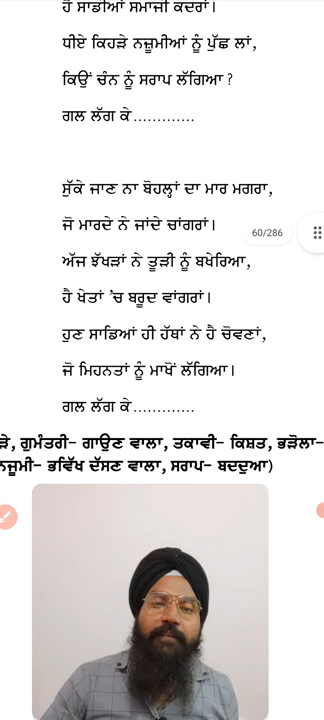 ਹੋ ਸਾਡੀਆਂ ਸਮਾਜੀ ਕਦਰਾਂ।
ਧੀਏ ਕਿਹੜੇ ਨਜੂਮੀਆਂ ਨੂੰ ਪੁੱਛ ਲਾਂ,
ਕਿਉਂ ਚੰਨ ਨੂੰ ਸਰਾਪ ਲੱਗਿਆ ?
ਗਲ ਲੱਗ ਕੇ.............
ਸੁੱਕੇ ਜਾਣ ਨਾ ਬੋਹਲ੍ਹਾਂ ਦਾ ਮਾਰ ਮਗਰਾ,
ਜੋ ਮਾਰਦੇ ਨੇ ਜਾਂਦੇ ਚਾਂਗਰਾਂ।
60/286
ਅੱਜ ਝੱਖੜਾਂ ਨੇ ਤੂੜੀ ਨੂੰ ਬਖੇਰਿਆ,
ਹੈ ਖੇਤਾਂ 'ਚ ਬਰੂਦ ਵਾਂਗਰਾਂ।
ਹੁਣ ਸਾਡਿਆਂ ਹੀ ਹੱਥਾਂ ਨੇ ਹੈ ਚੋਵਣਾਂ,
ਜੋ ਮਿਹਨਤਾਂ ਨੂੰ ਮਾਖੋਂ ਲੱਗਿਆ।
ਗਲ ਲੱਗ ਕੇ.............
ੜੇ, ਗੁਮੰਤਰੀ- ਗਾਉਣ ਵਾਲਾ, ਤਕਾਵੀ- ਕਿਸ਼ਤ, ਭੜੋਲਾ-
ਨਜੂਮੀ- ਭਵਿੱਖ ਦੱਸਣ ਵਾਲਾ, ਸਰਾਪ- ਬਦਦੁਆ)